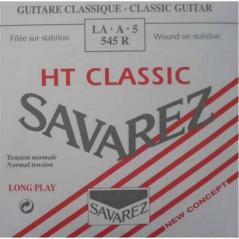 GUITARE CLASSIQUE - CLASSIC GUITAR
Filée sur stabilon
LA · A · 5
545 R
Wound on stabilon
HT CLASSIC
SAVAREZ
Tension normale
Normal tension
LONG PLAY
SAVAREZ
NEW CONCEPT